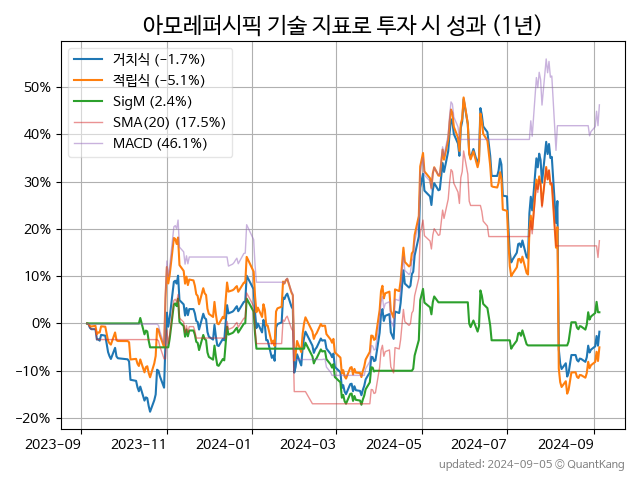 아모레퍼시픽 기술 지표로 투자 시 성과 (1년)
거치식 (−1.7%)
적립식 (−5.1%)
SigM (2.4%)
SMA(20) (17.5%)
MACD (46.1%)
50%
40%
30%
20%
10%
0%
−10%
−20%
2023-09
2023-11
2024-01
2024-03
2024-05
2024-07
2024-09
updated: 2024-09-05 © QuantKang